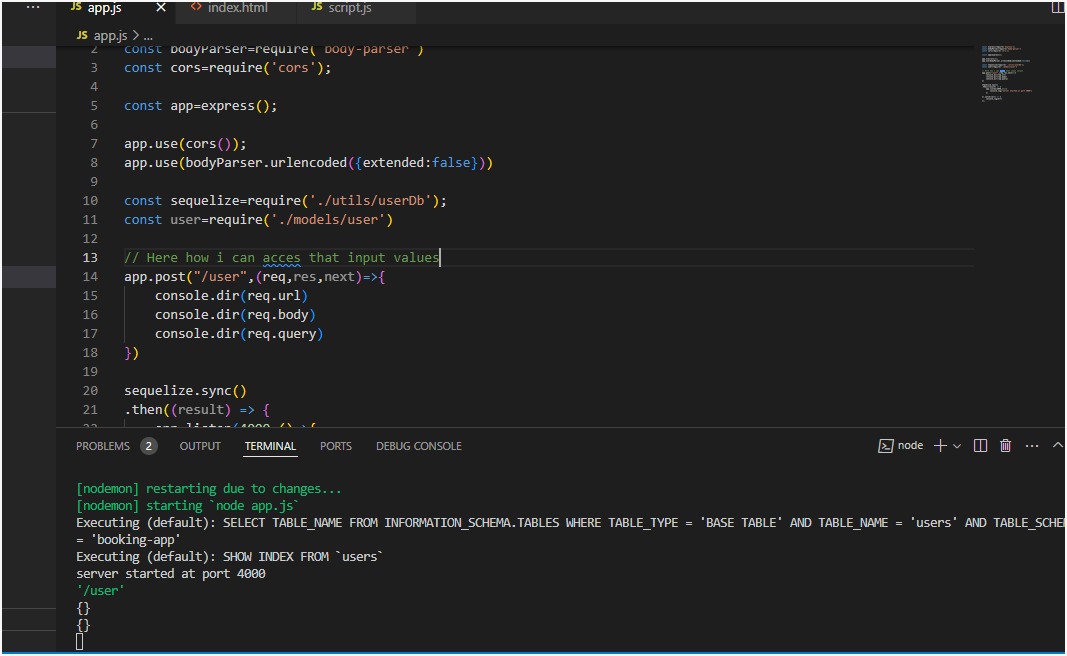 JS app.js × <> index.html JS script.js
JS app.js > ...
2 const bodyParser=require('body-parser')
3 const cors=require('cors');
4
5 const app=express();
6
7 app.use(cors());
8 app.use(bodyParser.urlencoded({extended:false}))
9
10 const sequelize=require('./utils/userDb');
11 const user=require('./models/user')
12
13 // Here how i can acces that input values
14 app.post("/user",(req,res,next)=>{
15 console.dir(req.url)
16 console.dir(req.body)
17 console.dir(req.query)
18 })
19
20 sequelize.sync()
21 .then((result) => {
22 app.listen(4000,()=>{
PROBLEMS 2 OUTPUT TERMINAL PORTS DEBUG CONSOLE node
[nodemon] restarting due to changes...
[nodemon] starting `node app.js`
Executing (default): SELECT TABLE_NAME FROM INFORMATION_SCHEMA.TABLES WHERE TABLE_TYPE = 'BASE TABLE' AND TABLE_NAME = 'users' AND TABLE_SCHE
= 'booking-app'
Executing (default): SHOW INDEX FROM `users`
server started at port 4000
'/user'
{}
{}